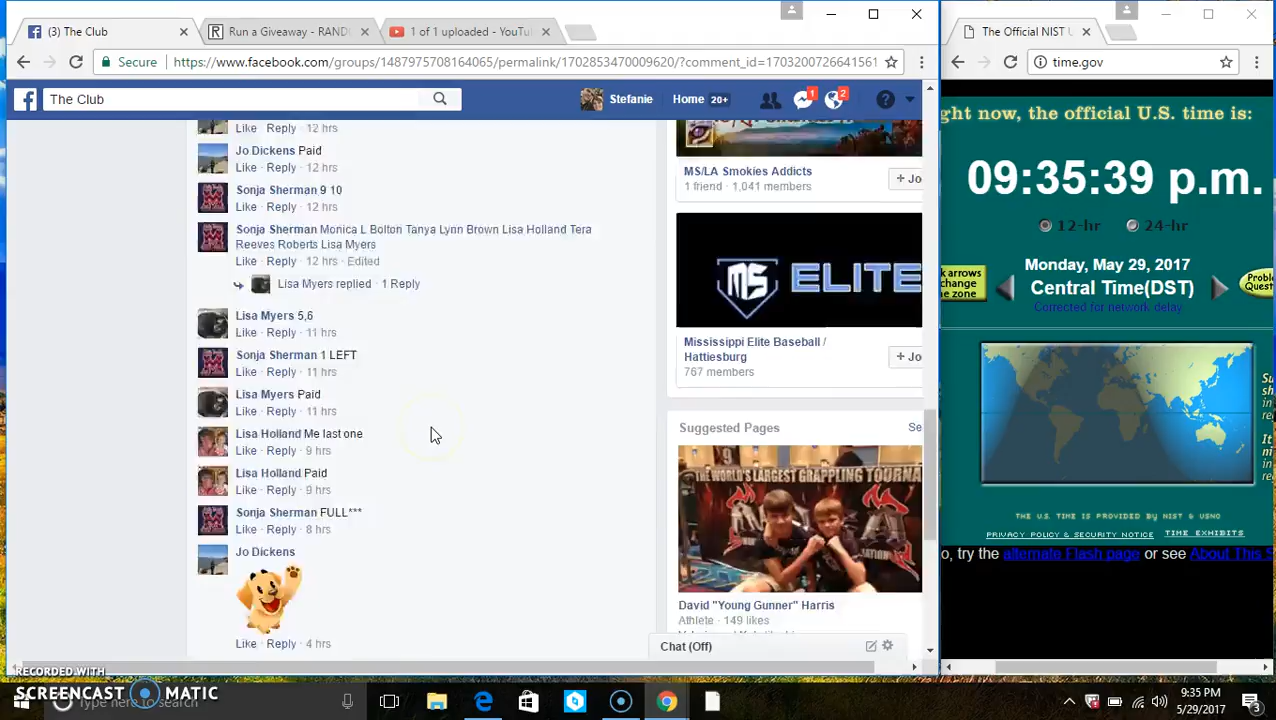 (3) The Club
Run a Giveaway - RAND
1 of 1 uploaded - YouTu
The Official NIST U
Secure
https://www.facebook.com/groups/1487975708164065/permalink/1702853470009620/?comment_id=1703200726641561
time.gov
The Club
Stefanie
Home 20+
1
2
ght now, the official U.S. time is:
09:35:39 p.m.
12-hr
24-hr
Monday, May 29, 2017
Central Time(DST)
Corrected for network delay
k arrows
change
e zone
Proble
Quest
THE U.S. TIME IS PROVIDED BY NIST & USNO
PRIVACY POLICY & SECURITY NOTICE
TIME EXHIBITS
o, try the alternate Flash page or see About This S
Like · Reply · 12 hrs
Jo Dickens Paid
Like · Reply · 12 hrs
Sonja Sherman 9 10
Like · Reply · 12 hrs
Sonja Sherman Monica L Bolton Tanya Lynn Brown Lisa Holland Tera
Reeves Roberts Lisa Myers
Like · Reply · 12 hrs · Edited
Lisa Myers replied · 1 Reply
Lisa Myers 5,6
Like · Reply · 11 hrs
Sonja Sherman 1 LEFT
Like · Reply · 11 hrs
Lisa Myers Paid
Like · Reply · 11 hrs
Lisa Holland Me last one
Like · Reply · 9 hrs
Lisa Holland Paid
Like · Reply · 9 hrs
Sonja Sherman FULL***
Like · Reply · 8 hrs
Jo Dickens
Like · Reply · 4 hrs
MS/LA Smokies Addicts
1 friend · 1,041 members
+ Jo
MS ELITE
Mississippi Elite Baseball /
Hattiesburg
767 members
+ Jo
Suggested Pages
Se
THE WORLD'S LARGEST GRAPPLING TOURNA
David "Young Gunner" Harris
Athlete · 149 likes
Chat (Off)
RECORDED WITH
SCREENCAST MATIC
Type here to search
9:35 PM
5/29/2017
3